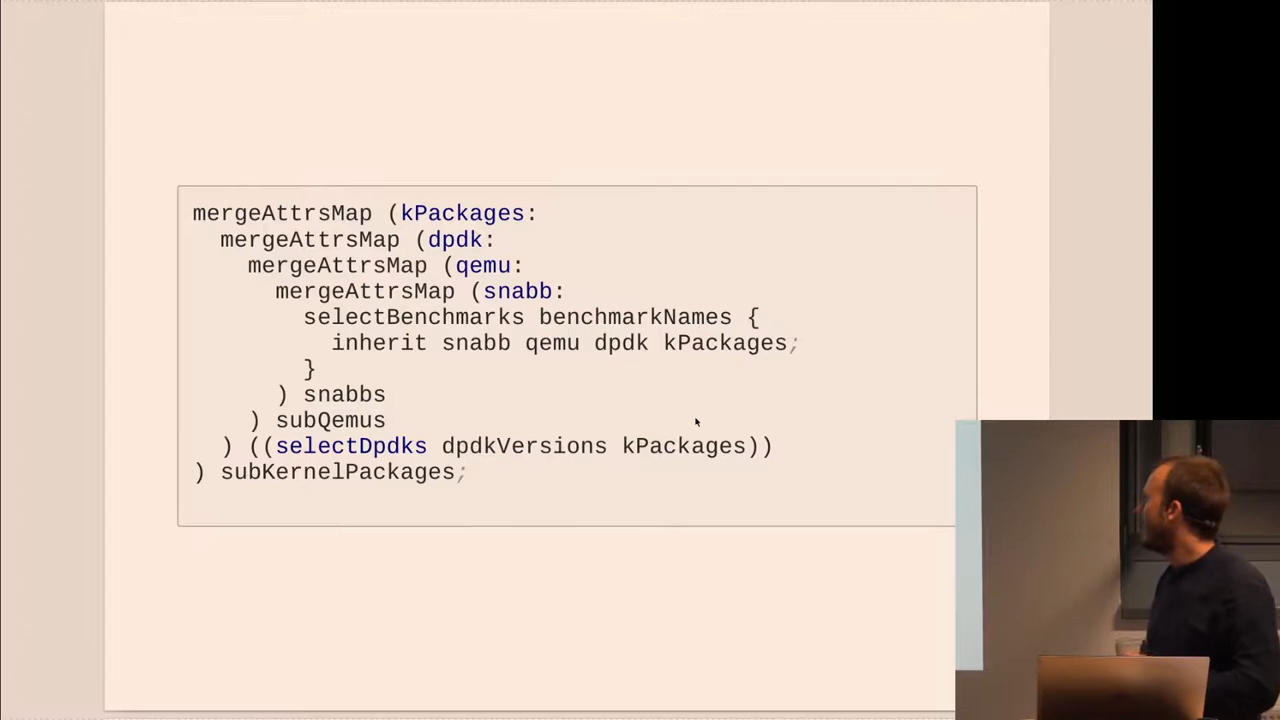 mergeAttrsMap (kPackages:
  mergeAttrsMap (dpdk:
    mergeAttrsMap (qemu:
      mergeAttrsMap (snabb:
        selectBenchmarks benchmarkNames {
          inherit snabb qemu dpdk kPackages;
        }
      ) snabbs
    ) subQemus
  ) ((selectDpdks dpdkVersions kPackages))
) subKernelPackages;